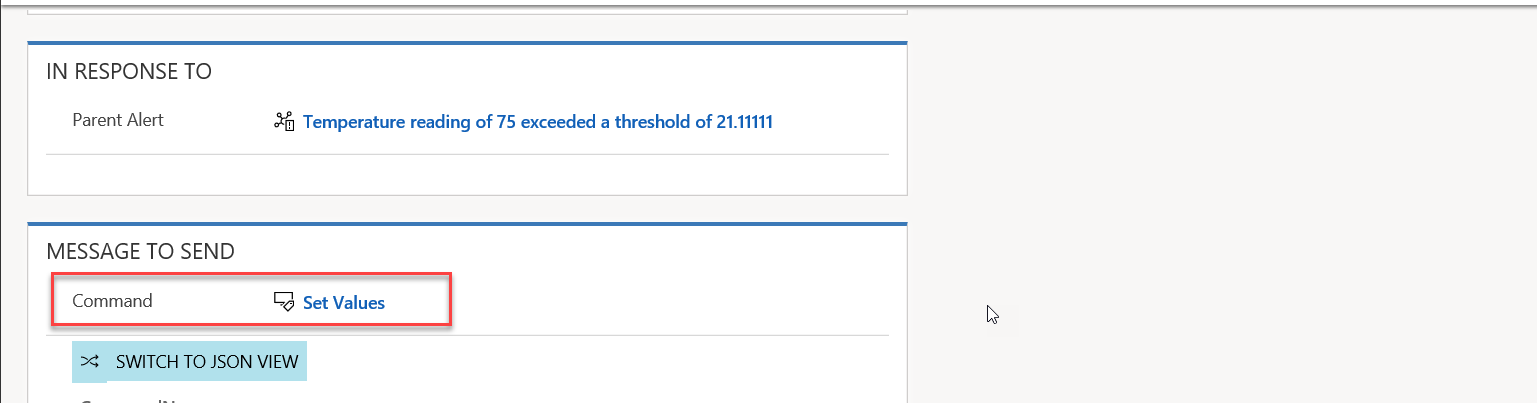 IN RESPONSE TO
Parent Alert
Temperature reading of 75 exceeded a threshold of 21.11111
MESSAGE TO SEND
Command
Set Values
SWITCH TO JSON VIEW